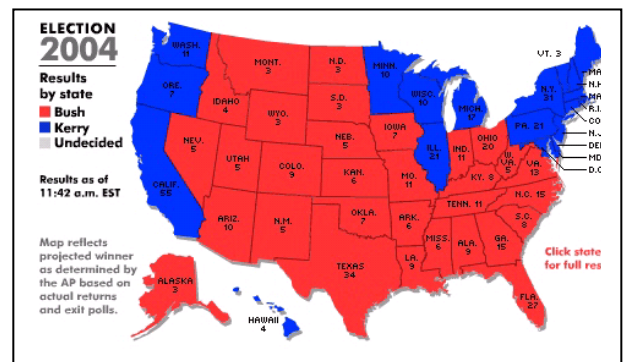 ELECTION
2004
Results
by state
Bush
Kerry
Undecided
Results as of
11:42 a.m. EST
Map reflects
projected winner
as determined by
the AP based on
actual returns
and exit polls.
WASH.
11
ORE.
7
CALIF.
55
NEV.
5
IDAHO
4
MONT.
3
WYO.
3
UTAH
5
ARIZ.
10
COLO.
9
N.M.
5
N.D.
3
S.D.
3
NEB.
5
KAN.
6
OKLA.
7
TEXAS
34
MINN.
10
IOWA
7
MO.
11
ARK.
6
LA.
9
WISC.
10
ILL.
21
MICH.
17
IND.
11
OHIO
20
KY. 8
TENN. 11
MISS.
6
ALA.
9
GA.
15
FLA.
27
S.C.
8
N.C. 15
VA.
13
W.
VA.
5
PA. 21
N.Y.
31
VT. 3
MA
N.H
MA
R.I.
CO
N.J
DEI
MD
D.C
ALASKA
3
HAWAII
4
Click state
for full res